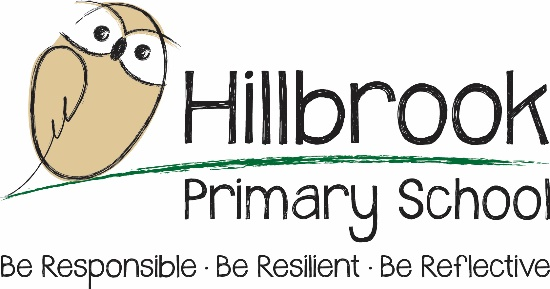 Hillbrook
Primary School
Be Responsible · Be Resilient · Be Reflective